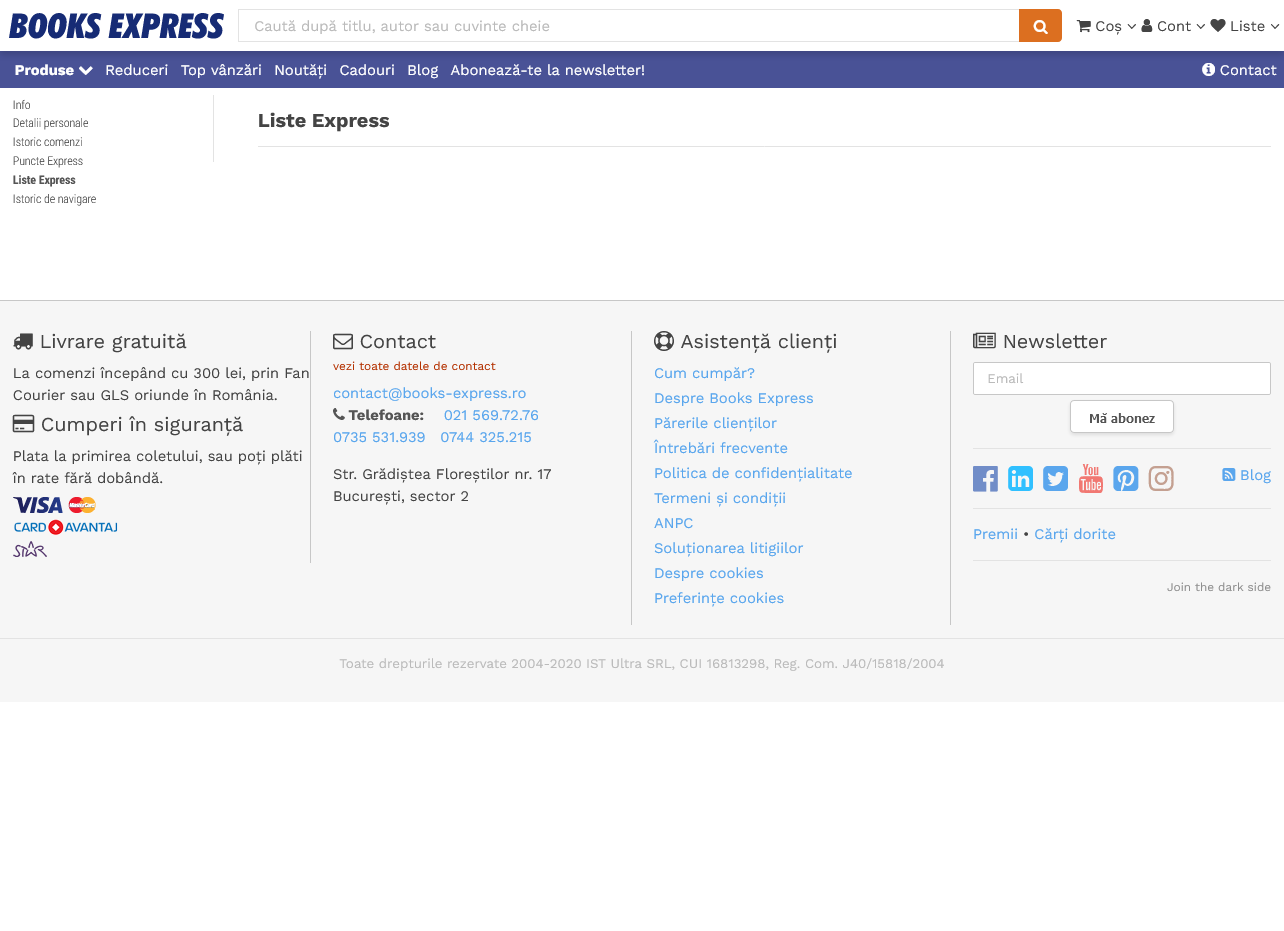 BOOKS EXPRESS
Caută după titlu, autor sau cuvinte cheie
Coș Cont Liste
Produse Reduceri Top vânzări Noutăți Cadouri Blog Abonează-te la newsletter! Contact
Info
Detalii personale
Istoric comenzi
Puncte Express
Liste Express
Istoric de navigare
Liste Express
Livrare gratuită
La comenzi începând cu 300 lei, prin Fan
Courier sau GLS oriunde în România.
Cumperi în siguranță
Plata la primirea coletului, sau poți plăti
în rate fără dobândă.
VISA MasterCard
CARD AVANTAJ
STAR
Contact
vezi toate datele de contact
contact@books-express.ro
Telefoane: 021 569.72.76
0735 531.939 0744 325.215
Str. Grădiștea Floreștilor nr. 17
București, sector 2
Asistență clienți
Cum cumpăr?
Despre Books Express
Părerile clienților
Întrebări frecvente
Politica de confidențialitate
Termeni și condiții
ANPC
Soluționarea litigiilor
Despre cookies
Preferințe cookies
Newsletter
Email
Mă abonez
You Tube Blog
Premii • Cărți dorite
Join the dark side
Toate drepturile rezervate 2004-2020 IST Ultra SRL, CUI 16813298, Reg. Com. J40/15818/2004